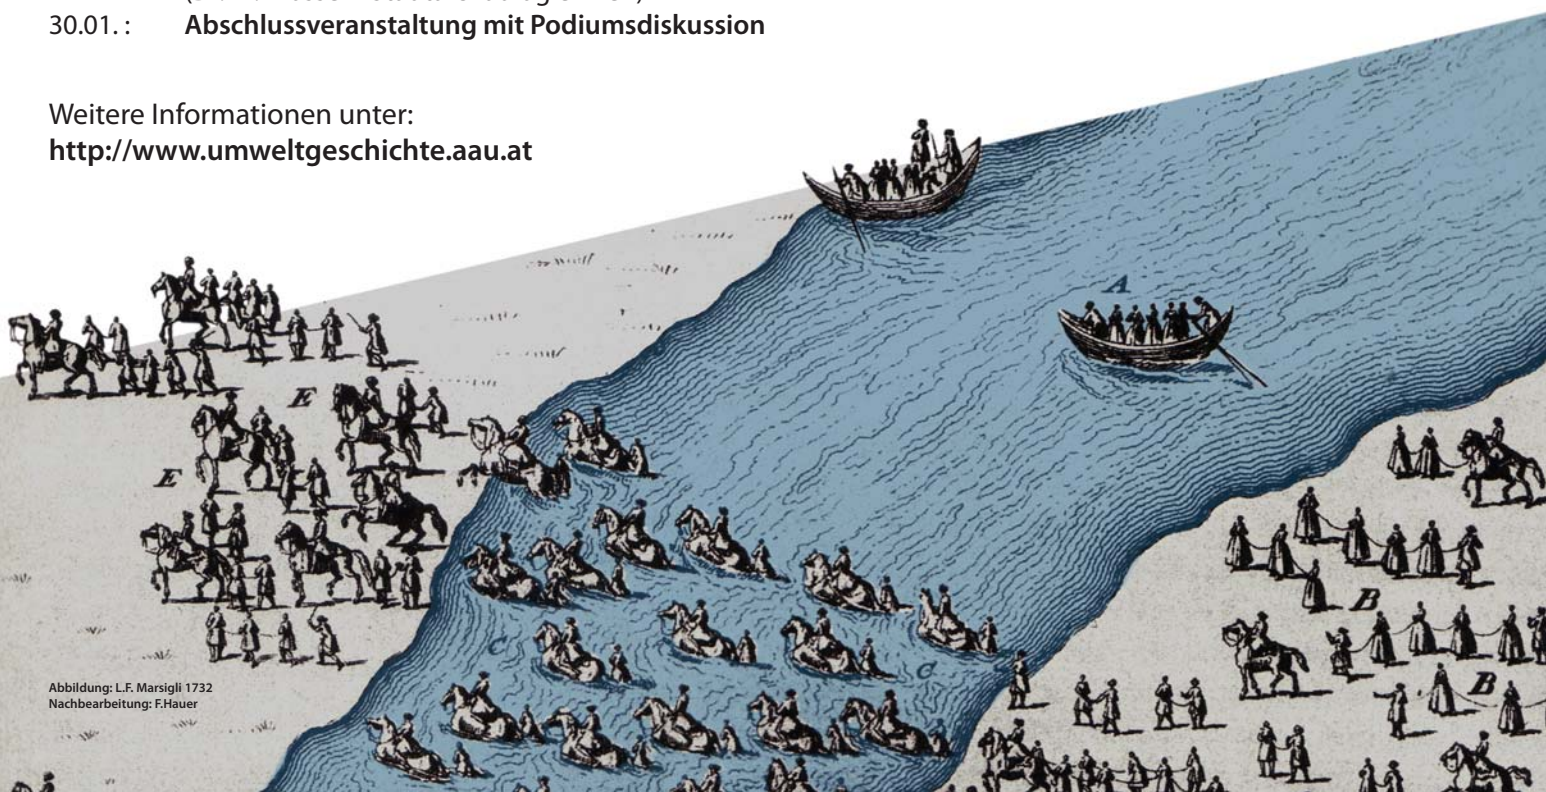 30.01. : Abschlussveranstaltung mit Podiumsdiskussion
Weitere Informationen unter:
http://www.umweltgeschichte.aau.at
A
E
E
C
C
B
B
Abbildung: L.F. Marsigli 1732
Nachbearbeitung: F.Hauer